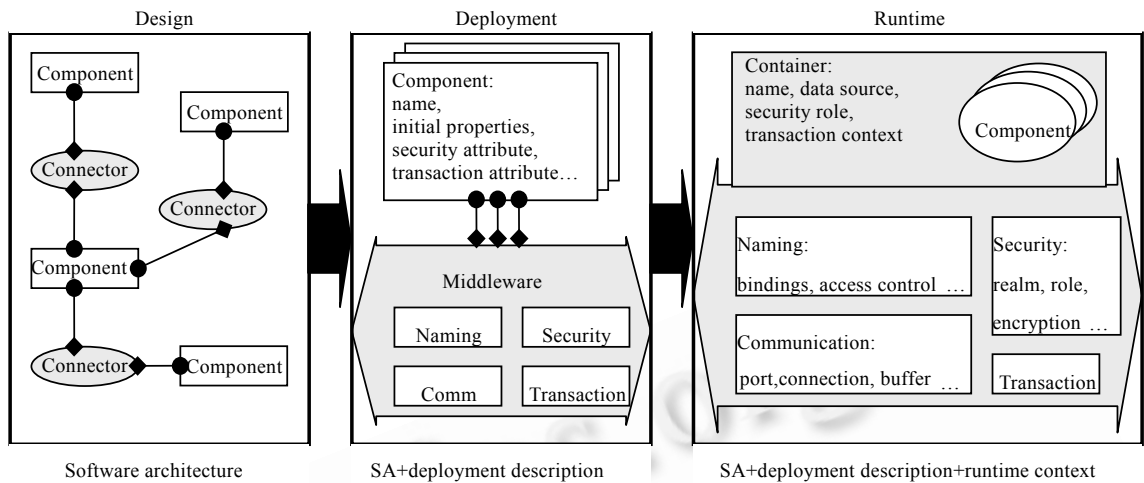 Design
Component
Component
Connector
Connector
Component
Connector
Component
Software architecture
Deployment
Component:
name,
initial properties,
security attribute,
transaction attribute…
Middleware
Naming
Security
Comm
Transaction
SA+deployment description
Runtime
Container:
name, data source,
security role,
transaction context
Component
Naming:
bindings, access control …
Security:
realm, role,
encryption …
Communication:
port,connection, buffer …
Transaction
SA+deployment description+runtime context